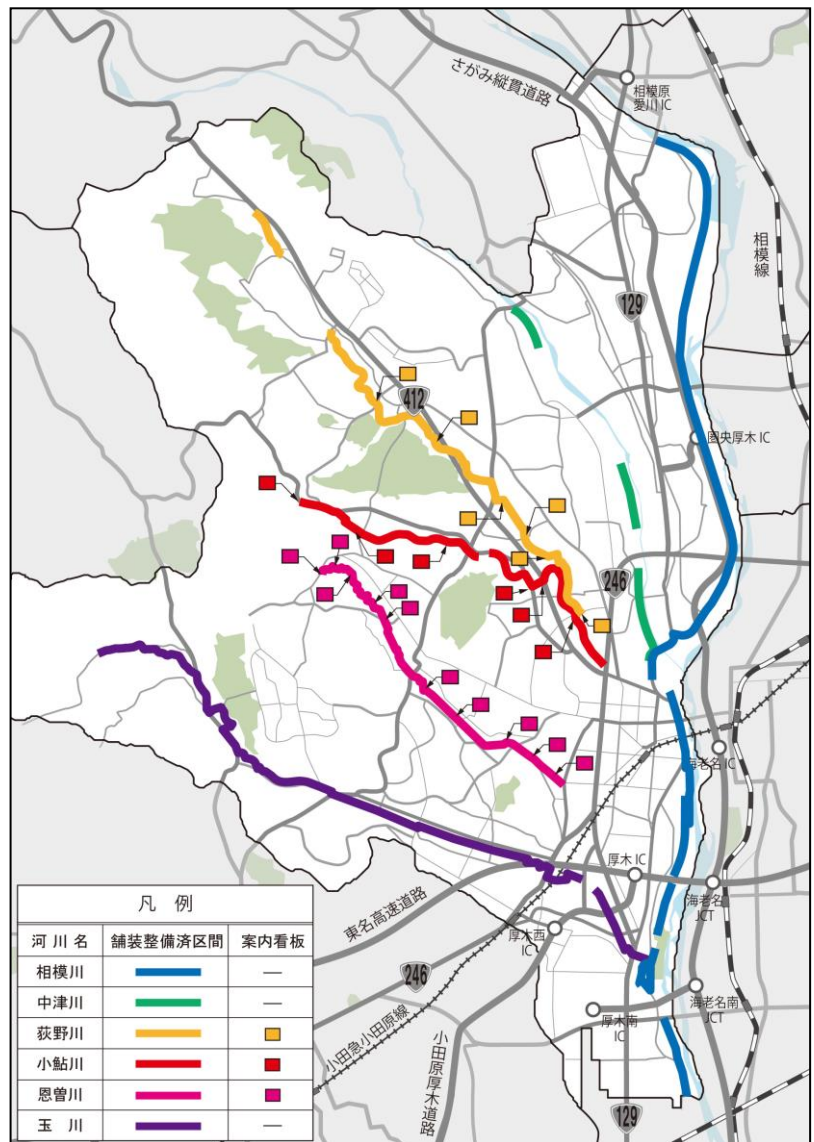 さがみ縦貫道路
相模原
愛川 IC
相模線
129
412
圏央厚木 IC
246
海老名 IC
厚木 IC
海老名
JCT
東名高速道路
厚木西
IC
246
小田急小田原線
小田原厚木道路
厚木南
IC
海老名南
JCT
129
凡 例
河 川 名 舗装整備済区間 案内看板
相模川 —
中津川 —
荻野川
小鮎川
恩曽川
玉 川 —